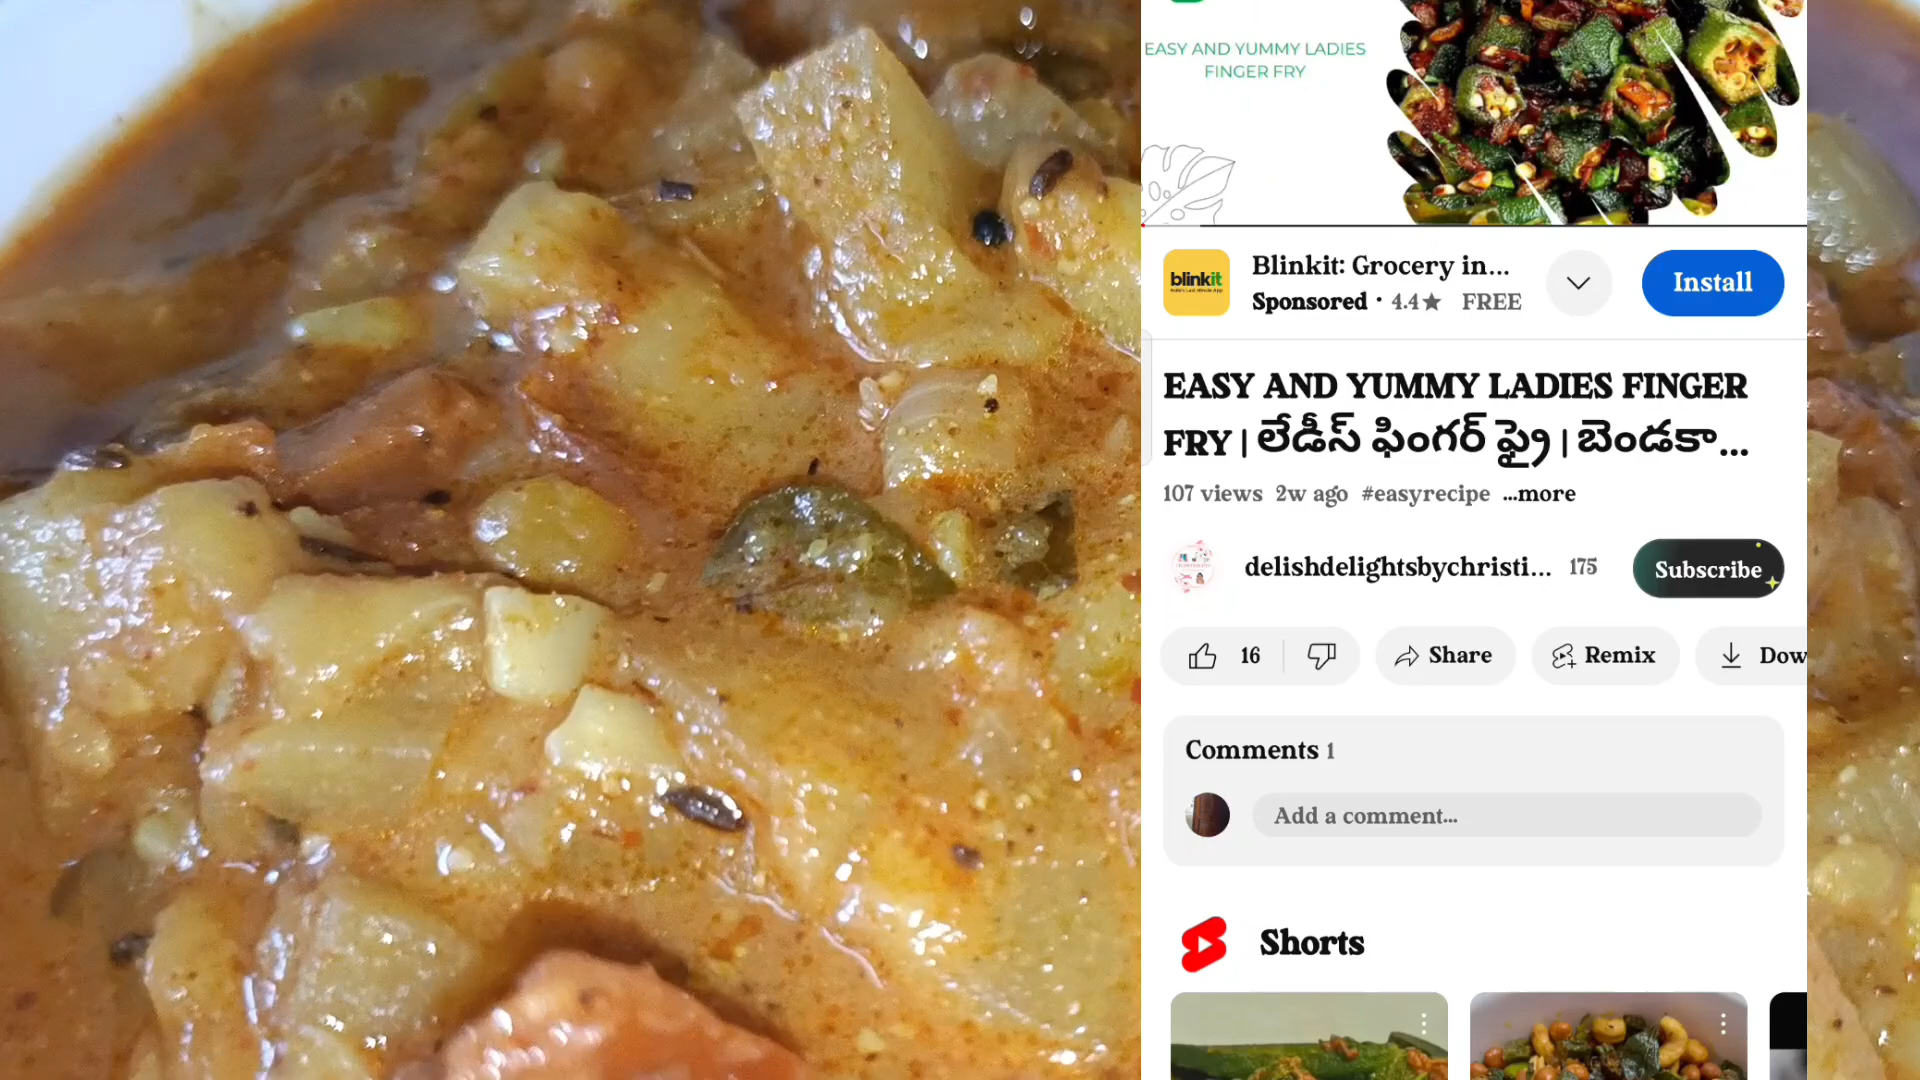 EASY AND YUMMY LADIES
FINGER FRY
blinkit
Blinkit: Grocery in...
Sponsored · 4.4★ FREE
Install
EASY AND YUMMY LADIES FINGER
FRY | లేడీస్ ఫింగర్ ఫ్రై | బెండకా...
107 views 2w ago #easyrecipe ...more
delishdelightsbychristi... 175
Subscribe
16
Share
Remix
Dow
Comments 1
Add a comment...
Shorts